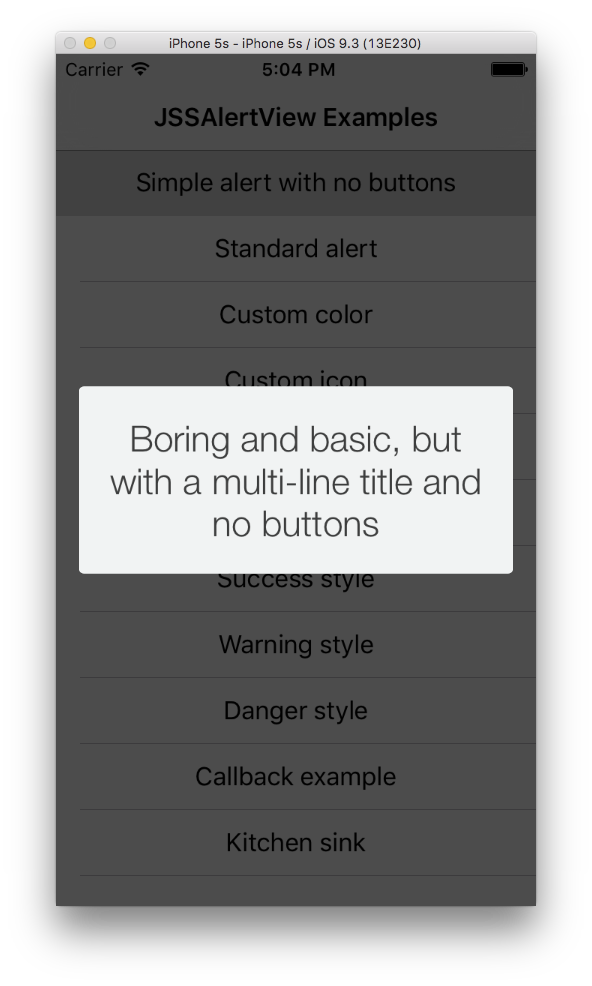 iPhone 5s - iPhone 5s / iOS 9.3 (13E230)
Carrier 5:04 PM
JSSAlertView Examples
Simple alert with no buttons
Standard alert
Custom color
Custom icon
Boring and basic, but
with a multi-line title and
no buttons
Success style
Warning style
Danger style
Callback example
Kitchen sink